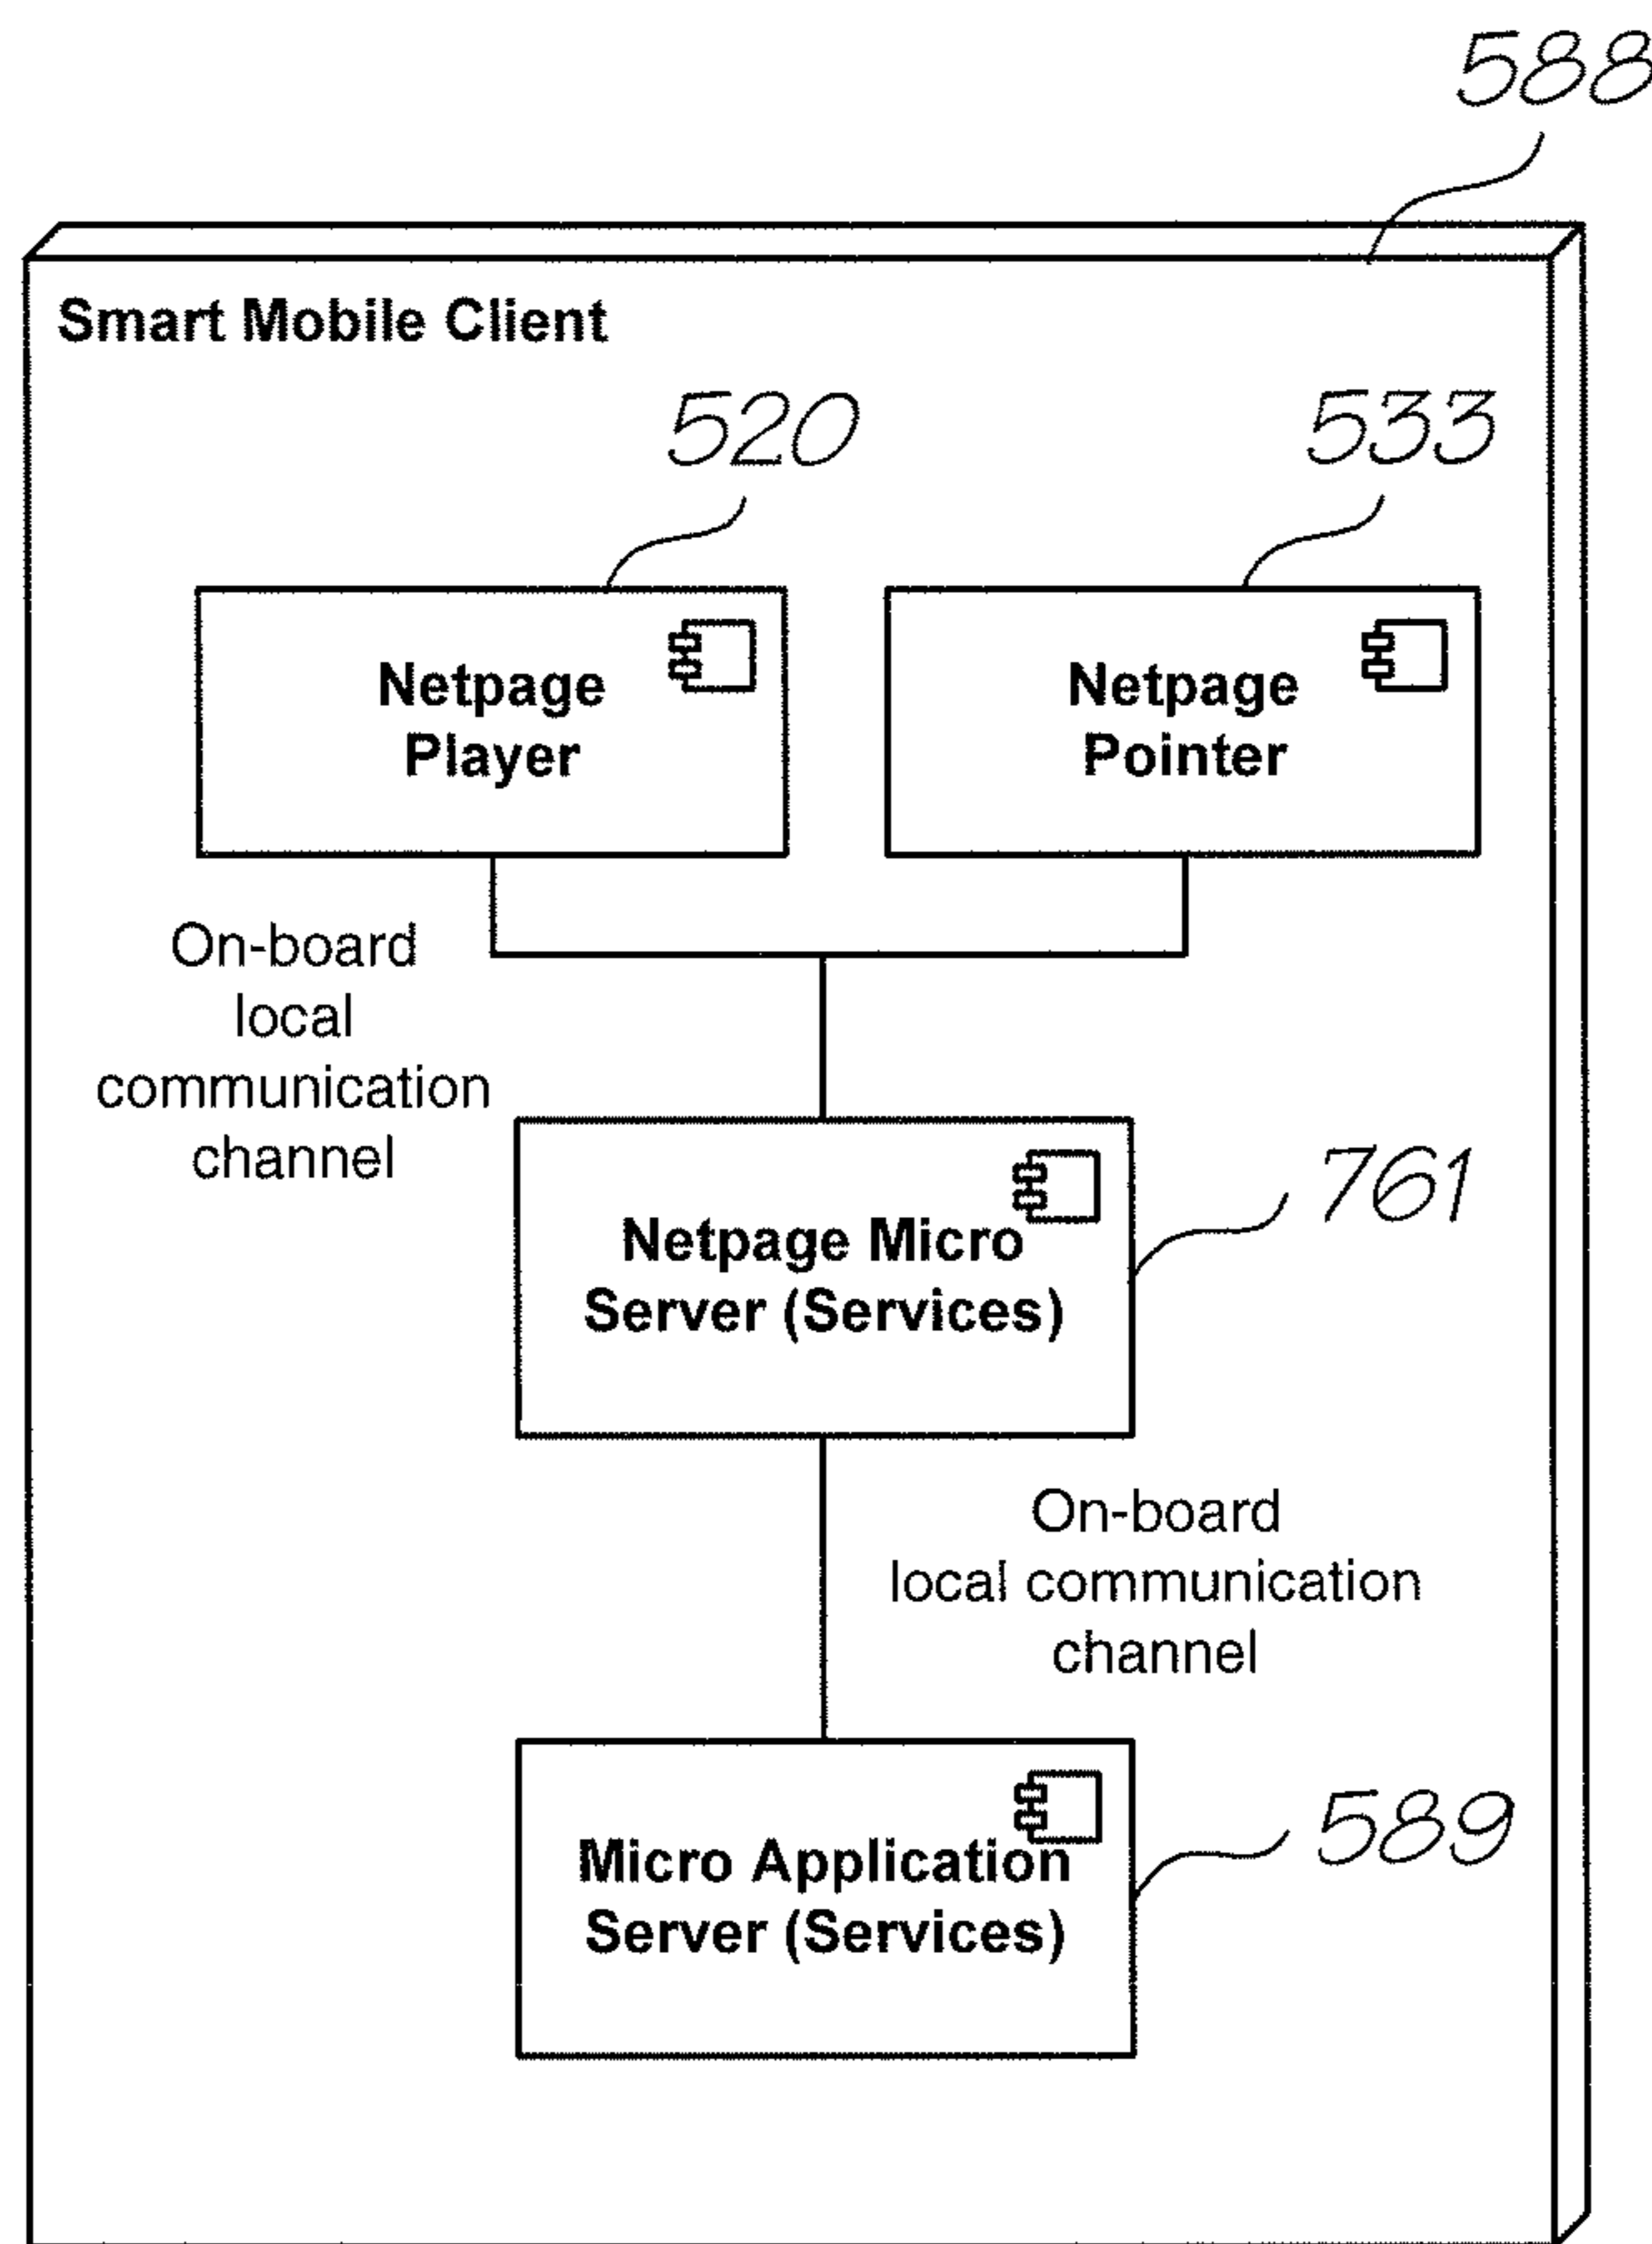 588
Smart Mobile Client
520
533
Netpage
Player
Netpage
Pointer
On-board
local
communication
channel
761
Netpage Micro
Server (Services)
On-board
local communication
channel
589
Micro Application
Server (Services)